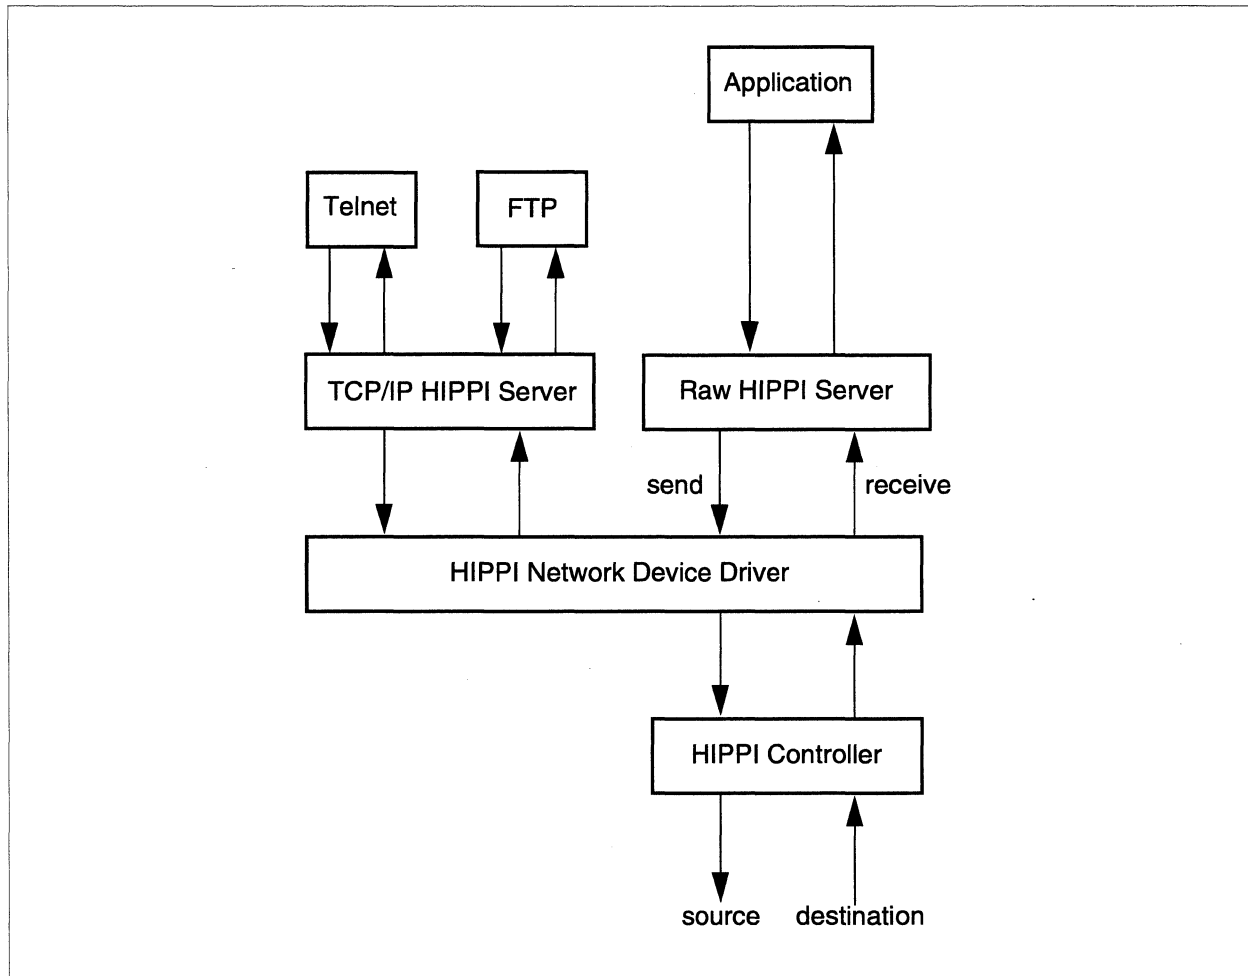 Application
Telnet
FTP
TCP/IP HIPPI Server
Raw HIPPI Server
send
receive
HIPPI Network Device Driver
HIPPI Controller
source
destination